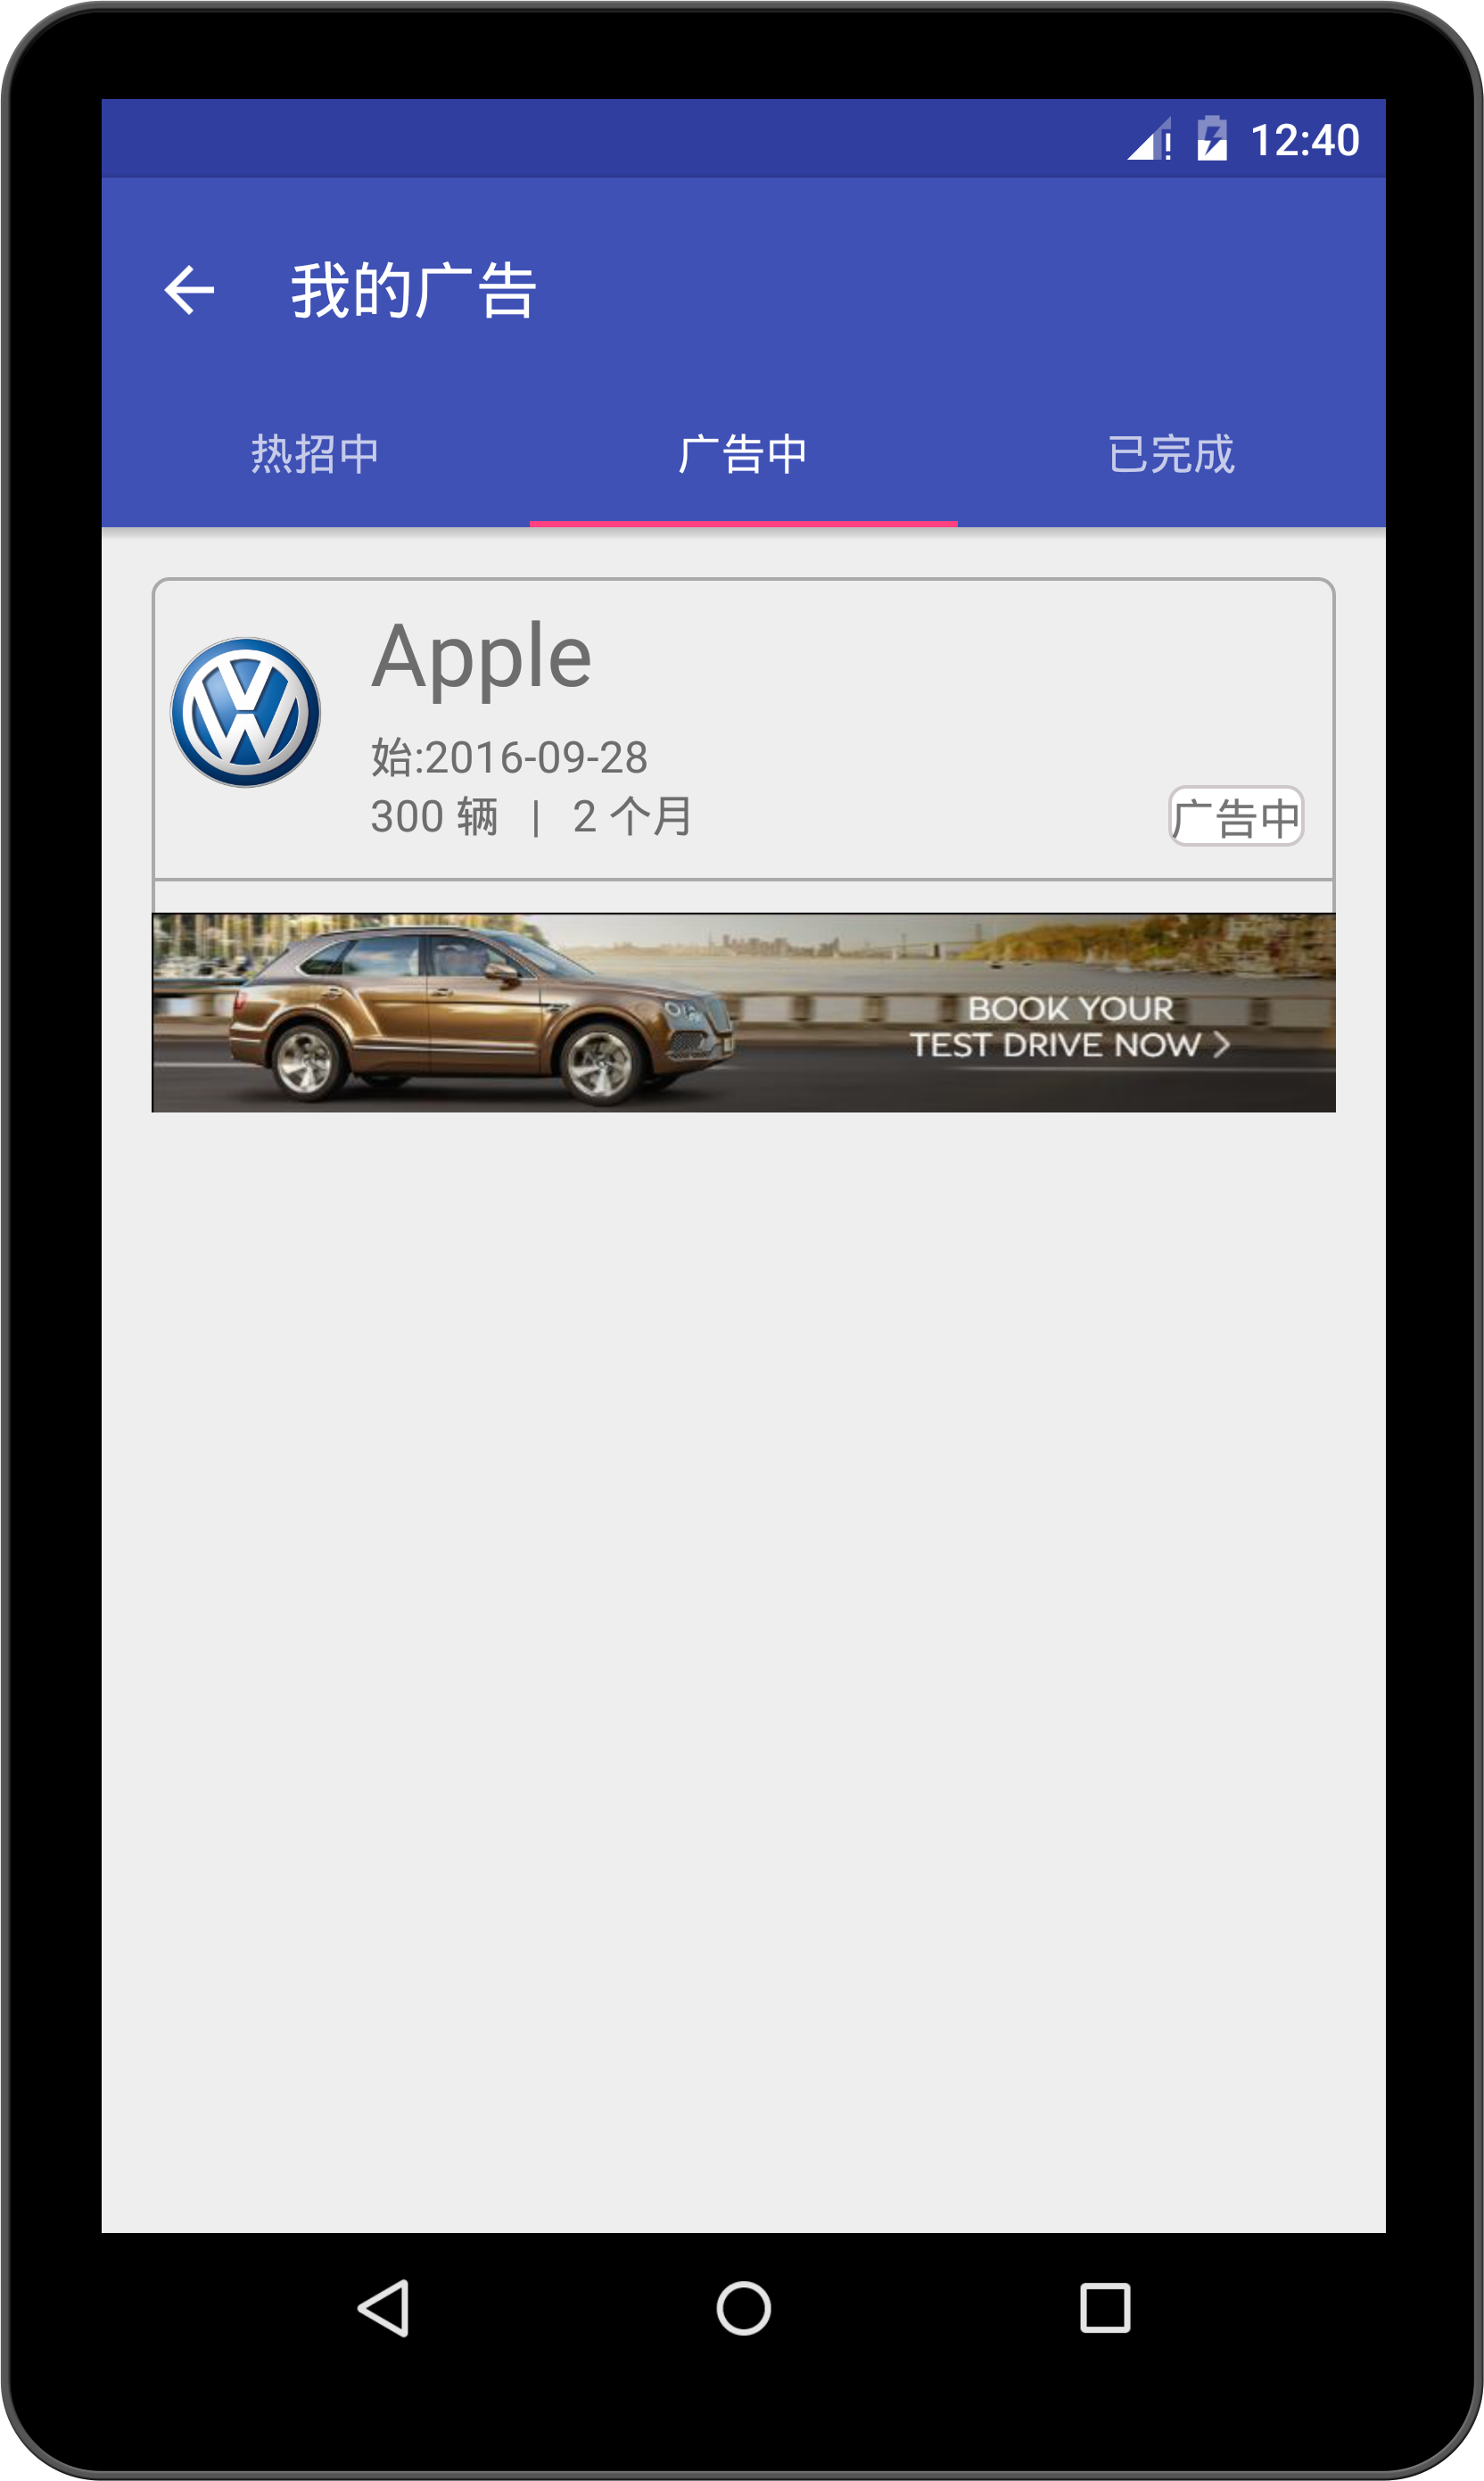 12:40
我的广告
热招中 广告中 已完成
Apple
始:2016-09-28
300 辆 | 2 个月
广告中
BOOK YOUR
TEST DRIVE NOW >